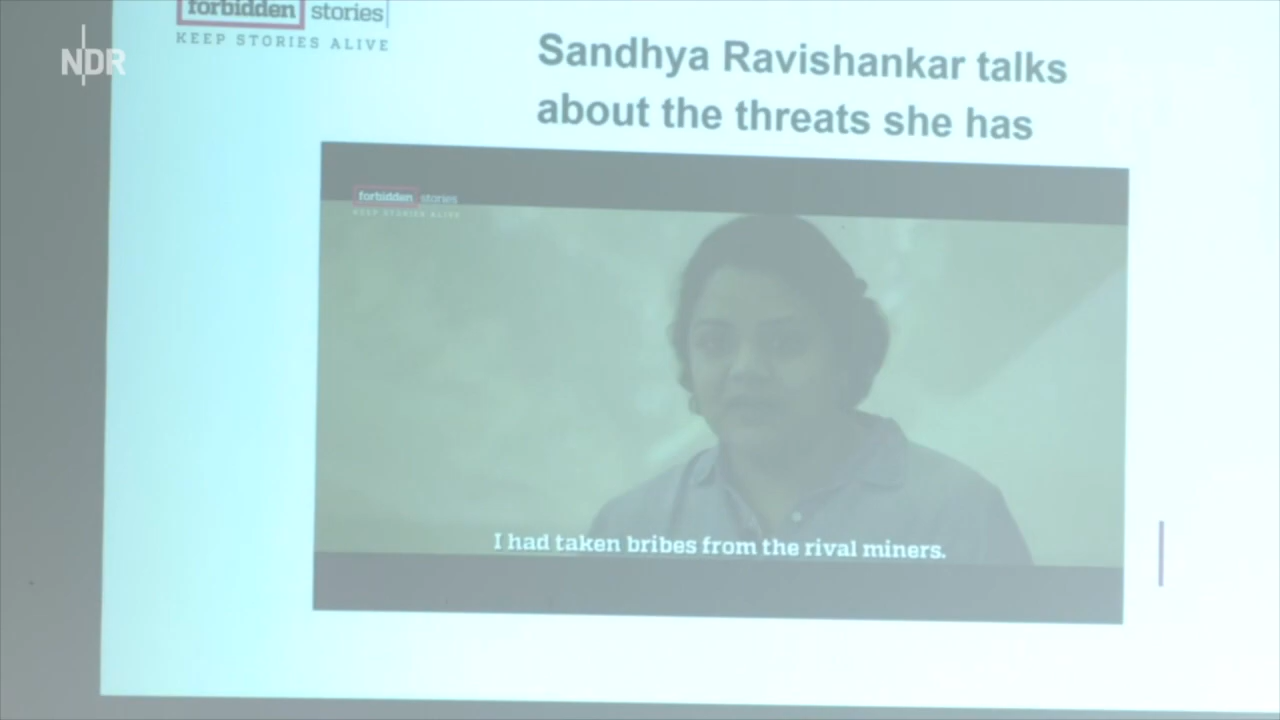 forbidden stories
KEEP STORIES ALIVE
NDR
Sandhya Ravishankar talks
about the threats she has
forbidden stories
KEEP STORIES ALIVE
I had taken bribes from the rival miners.